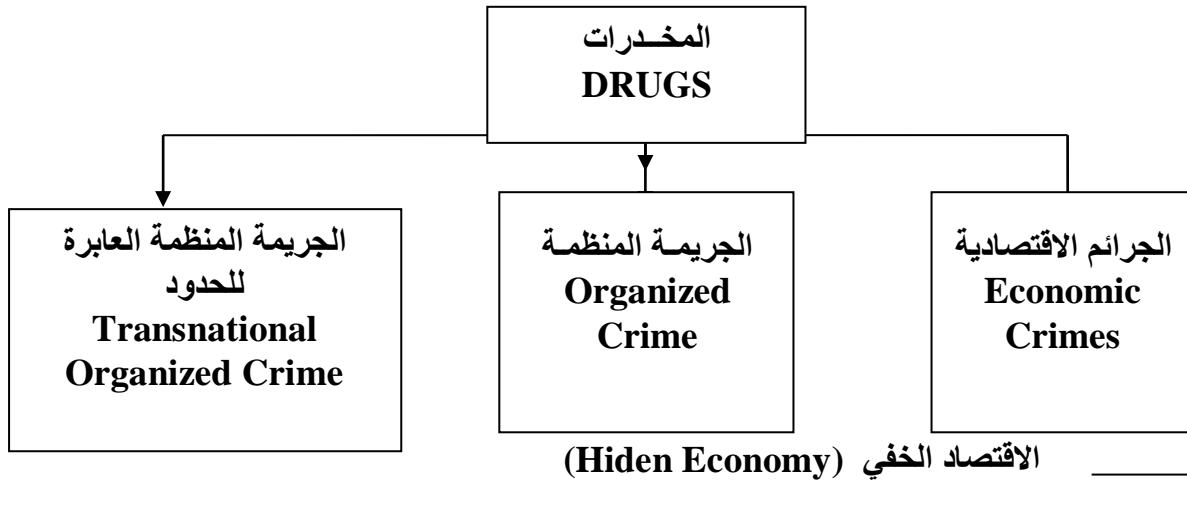 المخــدرات
DRUGS
الجرائم الاقتصادية
Economic
Crimes
الجريمـة المنظمـة
Organized
Crime
الجريمة المنظمة العابرة
للحدود
Transnational
Organized Crime
الاقتصاد الخفي (Hiden Economy)